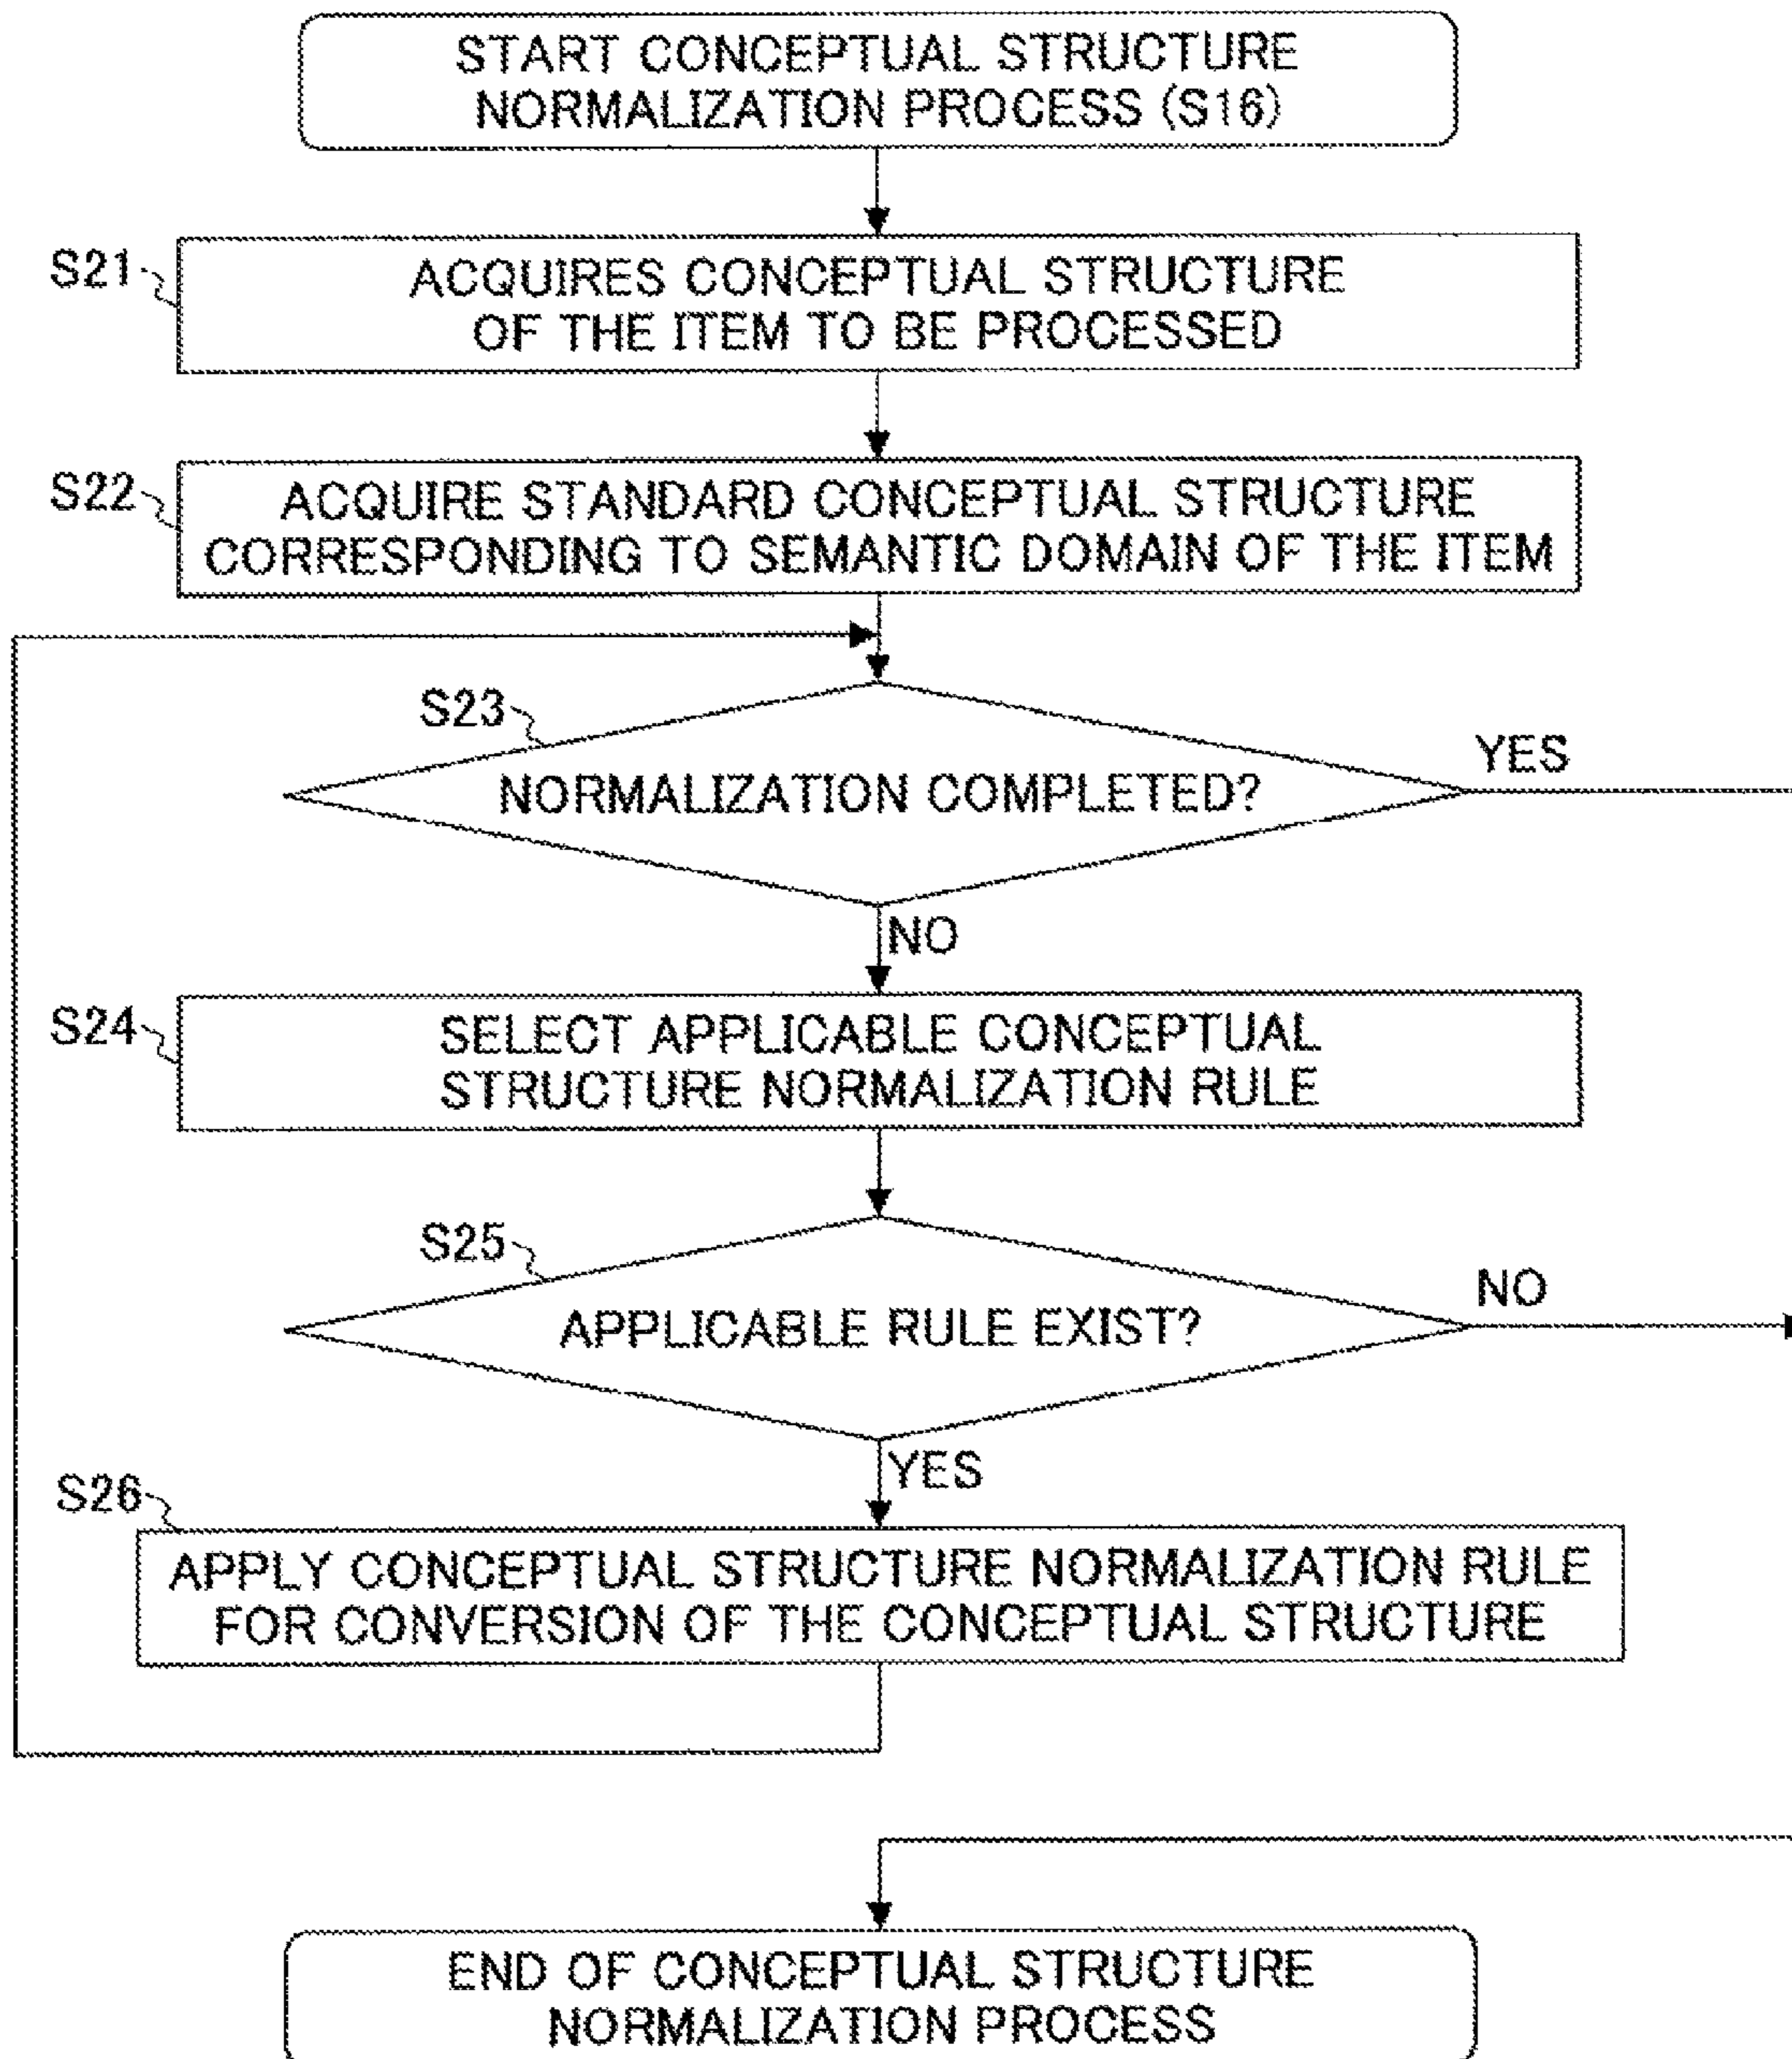 START CONCEPTUAL STRUCTURE
NORMALIZATION PROCESS (S16)
S21
ACQUIRES CONCEPTUAL STRUCTURE
OF THE ITEM TO BE PROCESSED
S22
ACQUIRE STANDARD CONCEPTUAL STRUCTURE
CORRESPONDING TO SEMANTIC DOMAIN OF THE ITEM
S23
YES
NORMALIZATION COMPLETED?
NO
S24
SELECT APPLICABLE CONCEPTUAL
STRUCTURE NORMALIZATION RULE
S25
NO
APPLICABLE RULE EXIST?
YES
S26
APPLY CONCEPTUAL STRUCTURE NORMALIZATION RULE
FOR CONVERSION OF THE CONCEPTUAL STRUCTURE
END OF CONCEPTUAL STRUCTURE
NORMALIZATION PROCESS